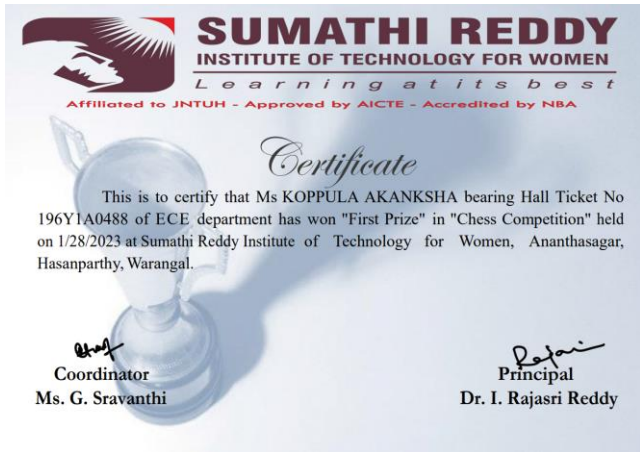 SUMATHI REDDY
INSTITUTE OF TECHNOLOGY FOR WOMEN
Learning at its best
Affiliated to JNTUH - Approved by AICTE - Accredited by NBA
Certificate
This is to certify that Ms KOPPULA AKANKSHA bearing Hall Ticket No
196Y1A0488 of ECE department has won "First Prize" in "Chess Competition" held
on 1/28/2023 at Sumathi Reddy Institute of Technology for Women, Ananthasagar,
Hasanparthy, Warangal.
Coordinator
Principal
Ms. G. Sravanthi
Dr. I. Rajasri Reddy